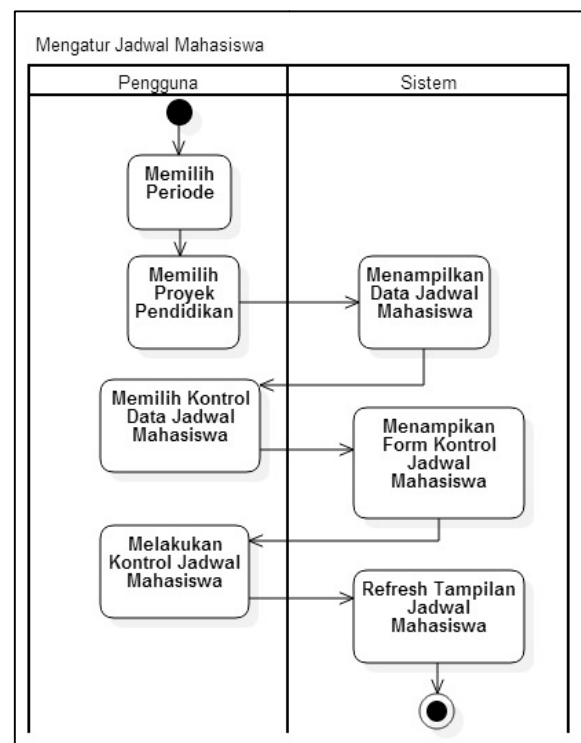 Mengatur Jadwal Mahasiswa
Pengguna
Sistem
Memilih
Periode
Memilih
Proyek
Pendidikan
Menampilkan
Data Jadwal
Mahasiswa
Memilih Kontrol
Data Jadwal
Mahasiswa
Menampikan
Form Kontrol
Jadwal
Mahasiswa
Melakukan
Kontrol Jadwal
Mahasiswa
Refresh Tampilan
Jadwal
Mahasiswa